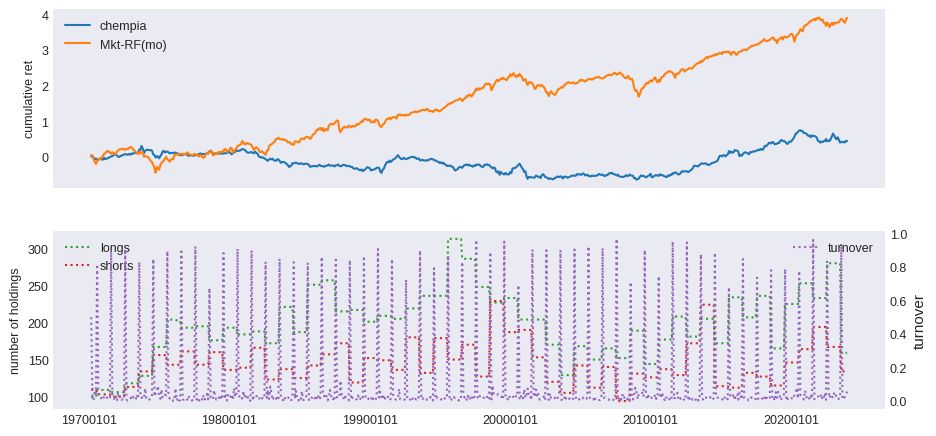 4
3
2
1
0
cumulative ret
chempia
Mkt-RF(mo)
300
250
200
150
100
number of holdings
longs
shorts
turnover
1.0
0.8
0.6
0.4
0.2
0.0
turnover
19700101
19800101
19900101
20000101
20100101
20200101